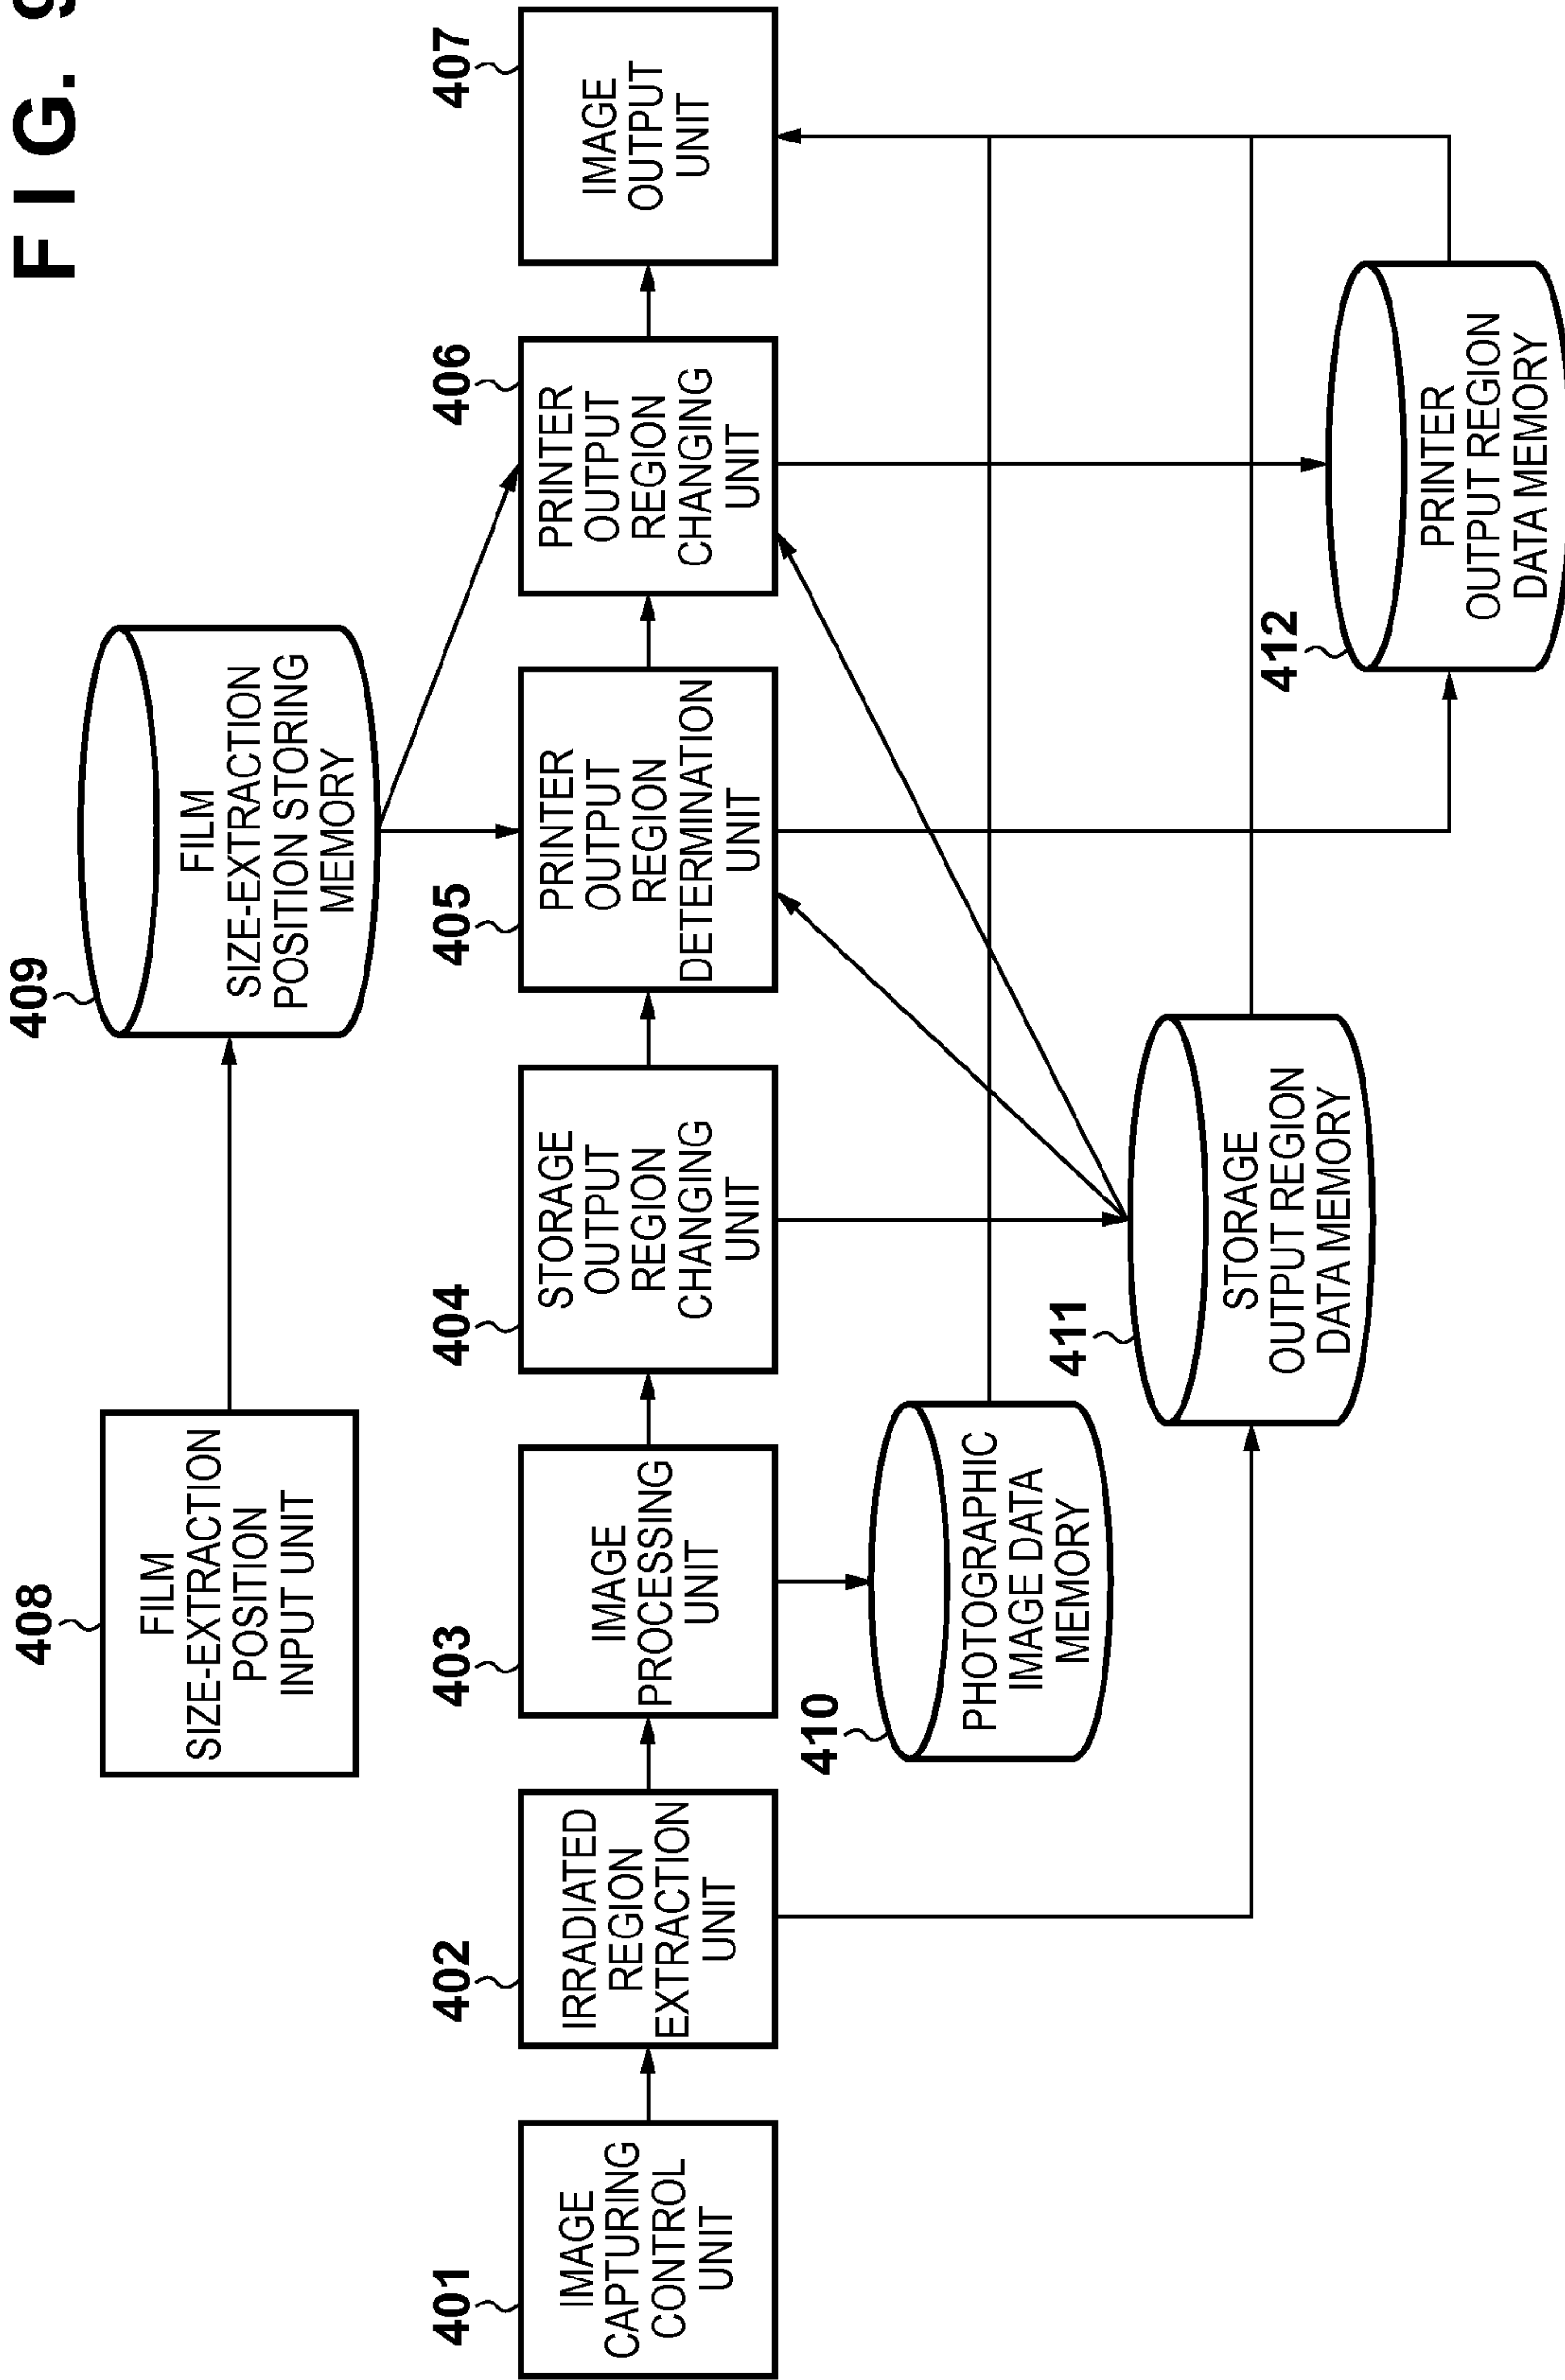 FIG. 9
408
FILM
SIZE-EXTRACTION
POSITION
INPUT UNIT
409
FILM
SIZE-EXTRACTION
POSITION STORING
MEMORY
401
IMAGE
CAPTURING
CONTROL
UNIT
402
IRRADIATED
REGION
EXTRACTION
UNIT
403
IMAGE
PROCESSING
UNIT
404
STORAGE
OUTPUT
REGION
CHANGING
UNIT
405
PRINTER
OUTPUT
REGION
DETERMINATION
UNIT
406
PRINTER
OUTPUT
REGION
CHANGING
UNIT
407
IMAGE
OUTPUT
UNIT
410
PHOTOGRAPHIC
IMAGE DATA
MEMORY
411
STORAGE
OUTPUT REGION
DATA MEMORY
412
PRINTER
OUTPUT REGION
DATA MEMORY